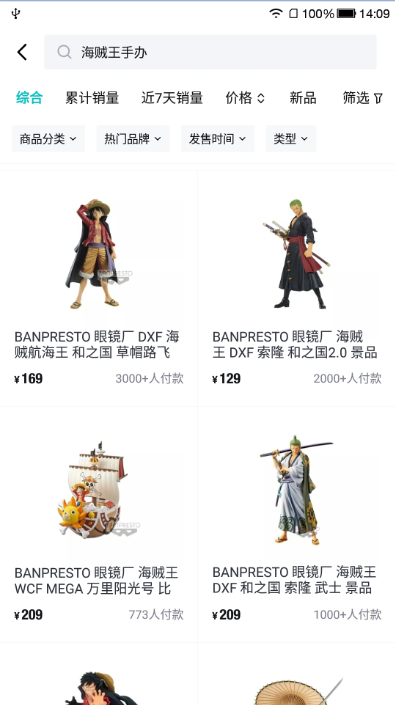 100% 14:09
海贼王手办
综合 累计销量 近7天销量 价格 新品 筛选
商品分类 热门品牌 发售时间 类型
BANPRESTO 眼镜厂 DXF 海
贼航海王 和之国 草帽路飞
¥169 3000+人付款
BANPRESTO 眼镜厂 海贼
王 DXF 索隆 和之国2.0 景品
¥129 2000+人付款
BANPRESTO 眼镜厂 海贼王
WCF MEGA 万里阳光号 比
¥209 773人付款
BANPRESTO 眼镜厂 海贼王
DXF 和之国 索隆 武士 景品
¥209 1000+人付款